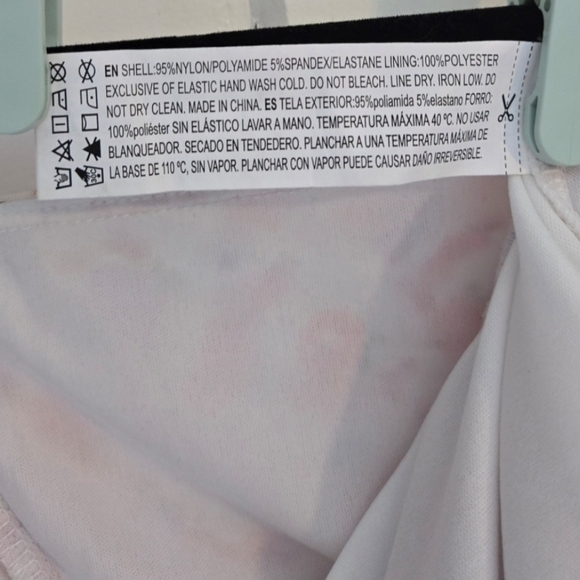 EN SHELL:95%NYLON/POLYAMIDE 5%SPANDEX/ELASTANE LINING:100%POLYESTER
EXCLUSIVE OF ELASTIC HAND WASH COLD. DO NOT BLEACH. LINE DRY. IRON LOW. DO
NOT DRY CLEAN. MADE IN CHINA. ES TELA EXTERIOR:95%poliamida 5%elastano FORRO:
100%poliéster SIN ELÁSTICO LAVAR A MANO. TEMPERATURA MÁXIMA 40 ºC. NO USAR
BLANQUEADOR. SECADO EN TENDEDERO. PLANCHAR A UNA TEMPERATURA MÁXIMA DE
LA BASE DE 110 ºC, SIN VAPOR. PLANCHAR CON VAPOR PUEDE CAUSAR DAÑO IRREVERSIBLE.